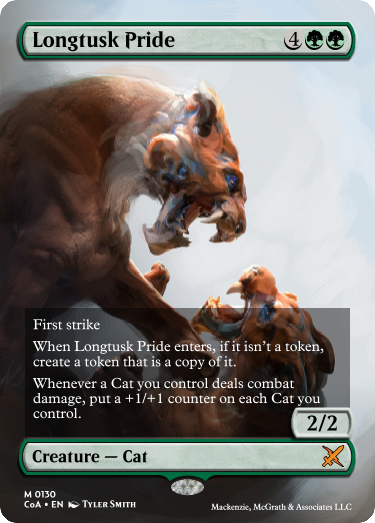 Longtusk Pride 4
First strike
When Longtusk Pride enters, if it isn't a token,
create a token that is a copy of it.
Whenever a Cat you control deals combat
damage, put a +1/+1 counter on each Cat you
control.
2/2
Creature — Cat
M 0130
CoA • EN Tyler Smith
Mackenzie, McGrath & Associates LLC